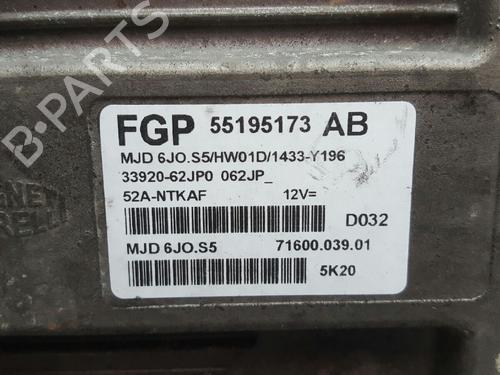 B-PARTS
FGP 55195173 AB
MJD 6JO.S5/HW01D/1433-Y196
33920-62JP0 062JP_
52A-NTKAF 12V=
D032
MJD 6JO.S5 71600.039.01
5K20
B-PARTS